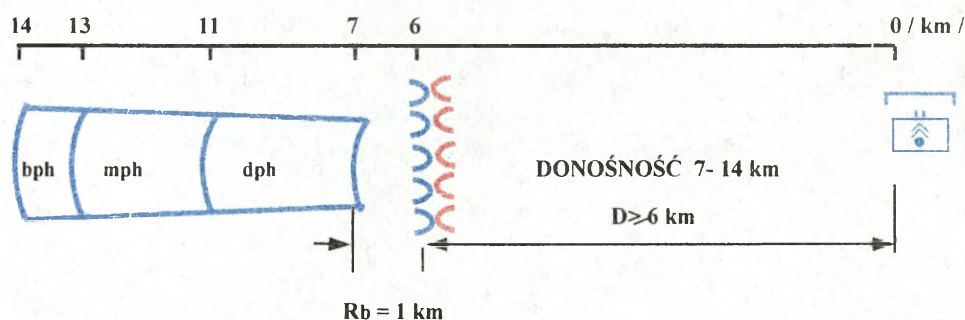 14 13 11 7 6 0 / km /
bph mph dph DONOŚNOŚĆ 7- 14 km
D>6 km
Rb = 1 km